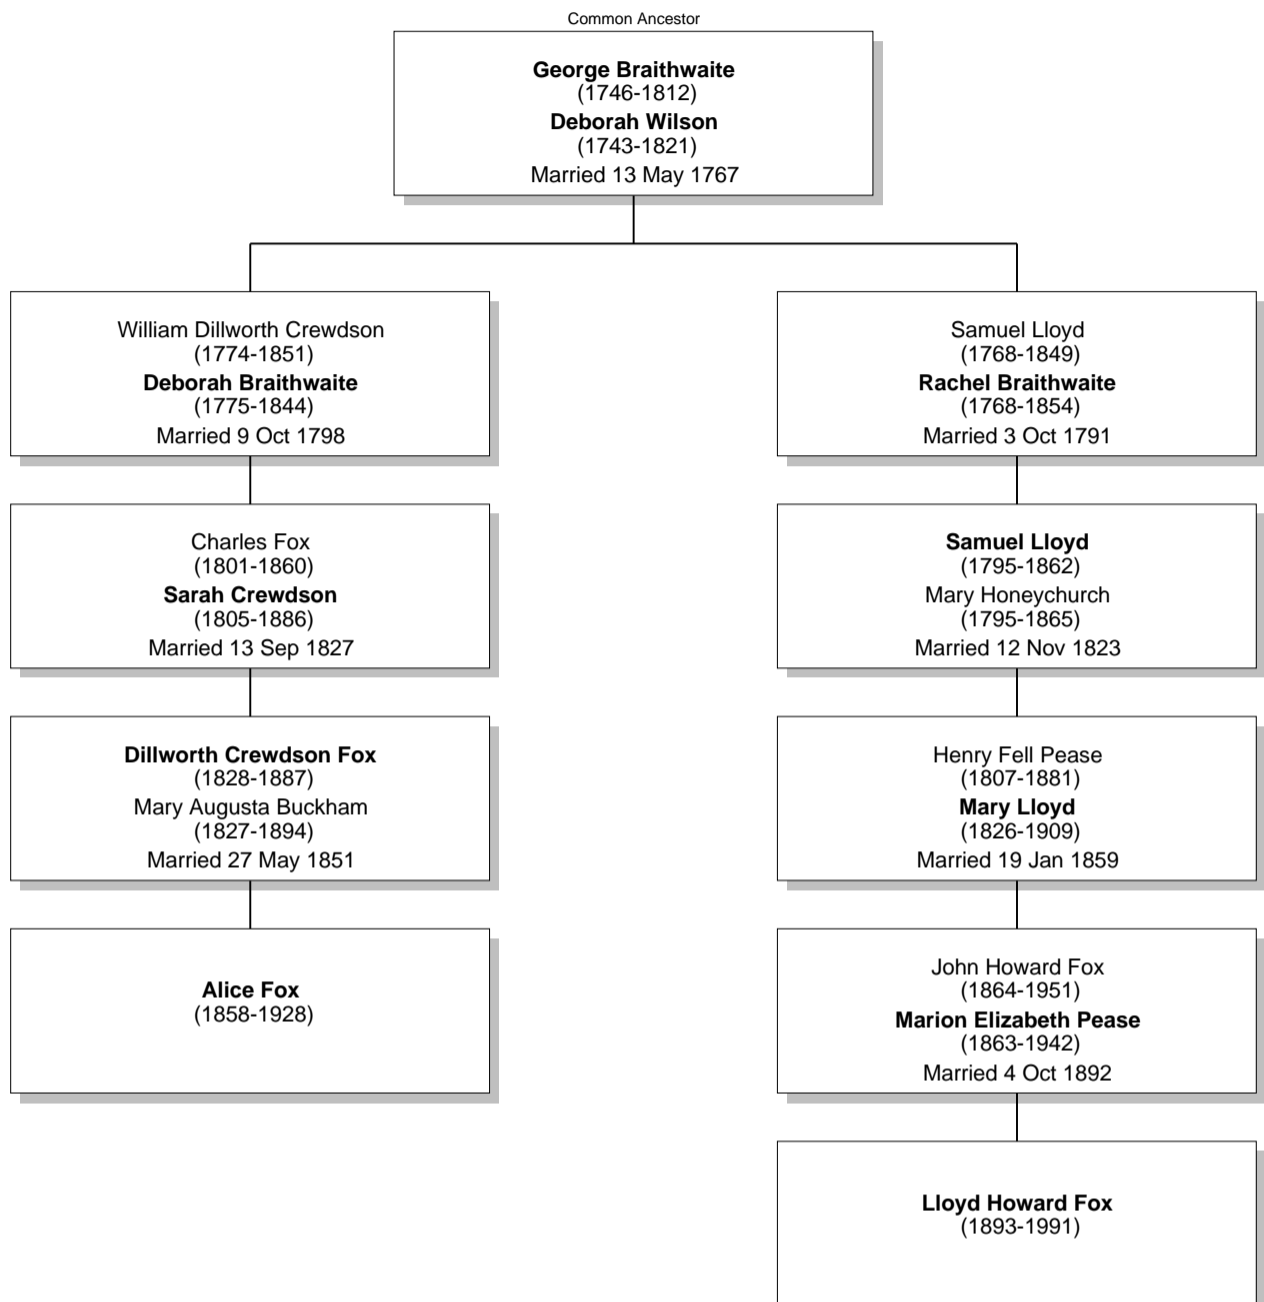 Common Ancestor
George Braithwaite
(1746-1812)
Deborah Wilson
(1743-1821)
Married 13 May 1767
William Dillworth Crewdson
(1774-1851)
Deborah Braithwaite
(1775-1844)
Married 9 Oct 1798
Samuel Lloyd
(1768-1849)
Rachel Braithwaite
(1768-1854)
Married 3 Oct 1791
Charles Fox
(1801-1860)
Sarah Crewdson
(1805-1886)
Married 13 Sep 1827
Samuel Lloyd
(1795-1862)
Mary Honeychurch
(1795-1865)
Married 12 Nov 1823
Dillworth Crewdson Fox
(1828-1887)
Mary Augusta Buckham
(1827-1894)
Married 27 May 1851
Henry Fell Pease
(1807-1881)
Mary Lloyd
(1826-1909)
Married 19 Jan 1859
Alice Fox
(1858-1928)
John Howard Fox
(1864-1951)
Marion Elizabeth Pease
(1863-1942)
Married 4 Oct 1892
Lloyd Howard Fox
(1893-1991)